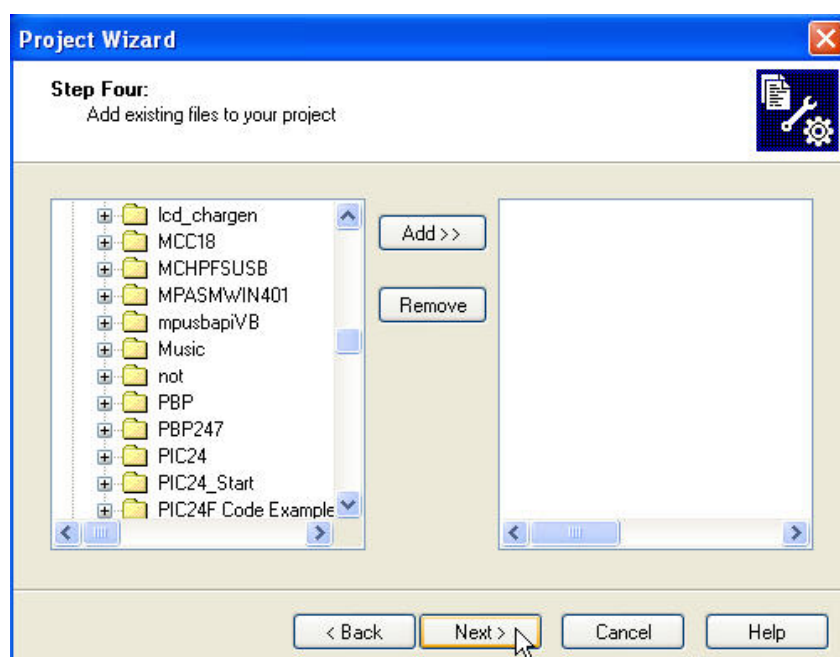 Project Wizard
Step Four:
Add existing files to your project
lcd_chargen
MCC18
MCHPFSUSB
MPASMWIN401
mpusbapiVB
Music
not
PBP
PBP247
PIC24
PIC24_Start
PIC24F Code Example
Add >>
Remove
< Back
Next >
Cancel
Help